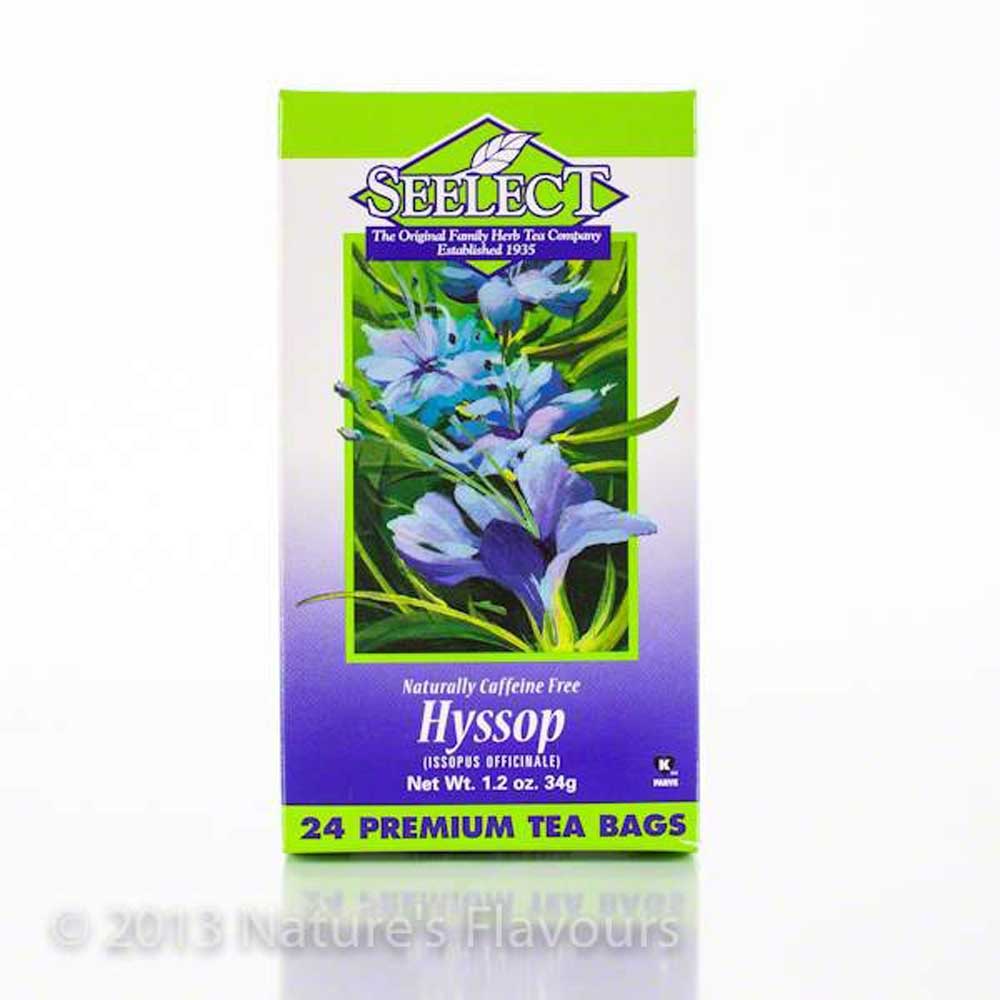 SEELECT
The Original Family Herb Tea Company
Established 1935
Naturally Caffeine Free
Hyssop
(ISSOPUS OFFICINALE)
Net Wt. 1.2 oz. 34g
K
PARVE
24 PREMIUM TEA BAGS
© 2013 Nature's Flavours